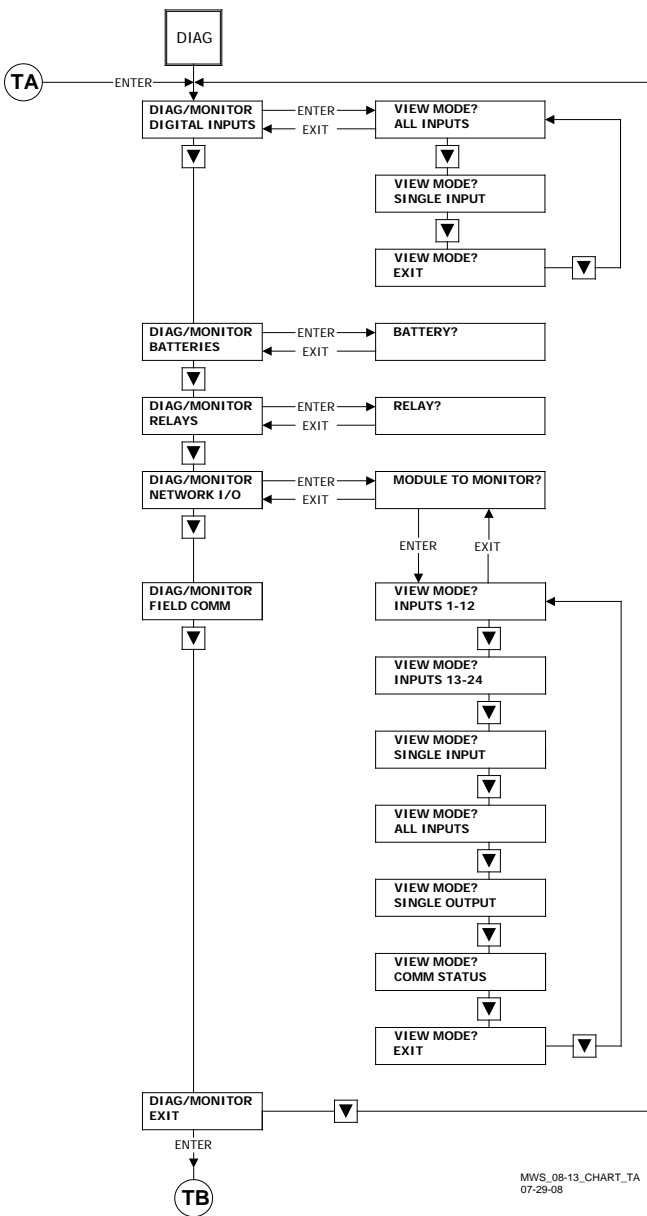 DIAG
TA
ENTER
DIAG/MONITOR
DIGITAL INPUTS
ENTER
EXIT
VIEW MODE?
ALL INPUTS
VIEW MODE?
SINGLE INPUT
VIEW MODE?
EXIT
DIAG/MONITOR
BATTERIES
ENTER
EXIT
BATTERY?
DIAG/MONITOR
RELAYS
ENTER
EXIT
RELAY?
DIAG/MONITOR
NETWORK I/O
ENTER
EXIT
MODULE TO MONITOR?
ENTER
EXIT
DIAG/MONITOR
FIELD COMM
VIEW MODE?
INPUTS 1-12
VIEW MODE?
INPUTS 13-24
VIEW MODE?
SINGLE INPUT
VIEW MODE?
ALL INPUTS
VIEW MODE?
SINGLE OUTPUT
VIEW MODE?
COMM STATUS
VIEW MODE?
EXIT
DIAG/MONITOR
EXIT
ENTER
TB
MWS_08-13_CHART_TA
07-29-08